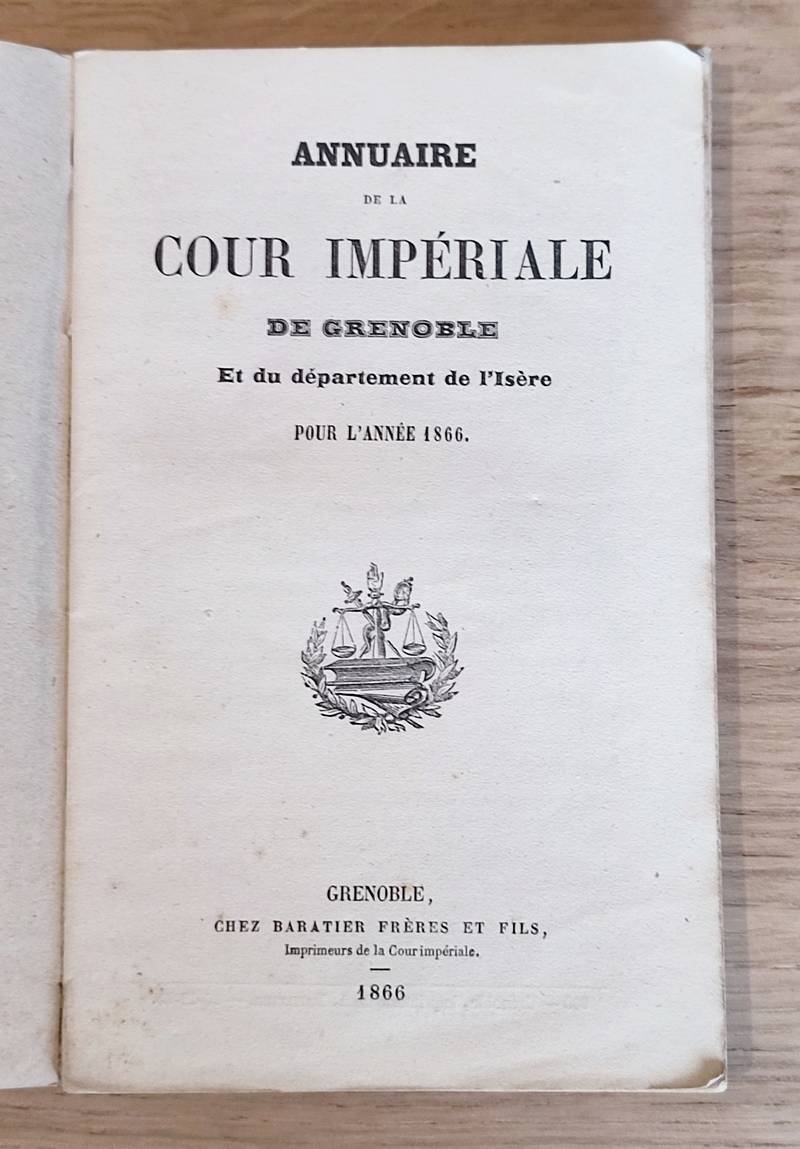 ANNUAIRE
DE LA
COUR IMPÉRIALE
DE GRENOBLE
Et du département de l'Isère
POUR L'ANNÉE 1866.
GRENOBLE,
CHEZ BARATIER FRÈRES ET FILS,
Imprimeurs de la Cour impériale.
1866